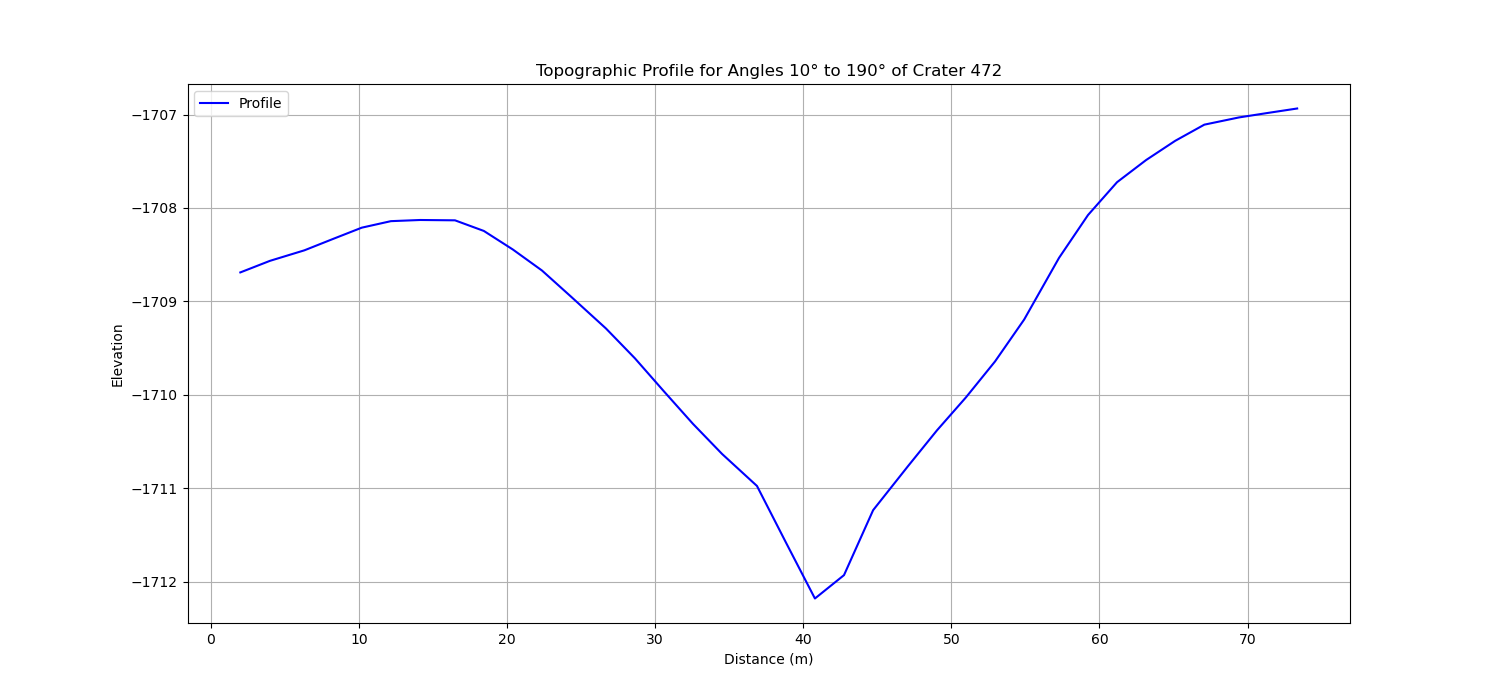 Topographic Profile for Angles 10° to 190° of Crater 472
Profile
−1707
−1708
−1709
−1710
−1711
−1712
Elevation
0 10 20 30 40 50 60 70
Distance (m)